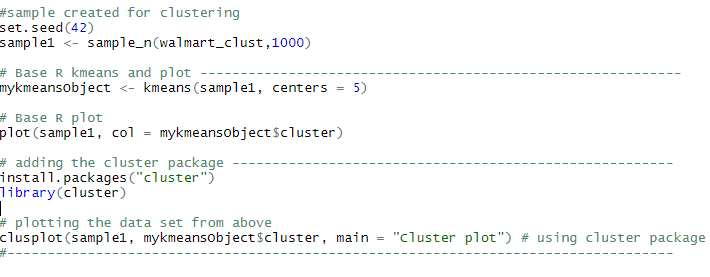 #sample created for clustering
set.seed(42)
sample1 <- sample_n(walmart_clust,1000)
# Base R kmeans and plot -----------------------------------------------------------
mykmeansObject <- kmeans(sample1, centers = 5)
# Base R plot
plot(sample1, col = mykmeansObject$cluster)
# adding the cluster package ------------------------------------------------------
install.packages("cluster")
library(cluster)
# plotting the data set from above
clusplot(sample1, mykmeansObject$cluster, main = "Cluster plot") # using cluster package
#----------------------------------------------------------------------------------